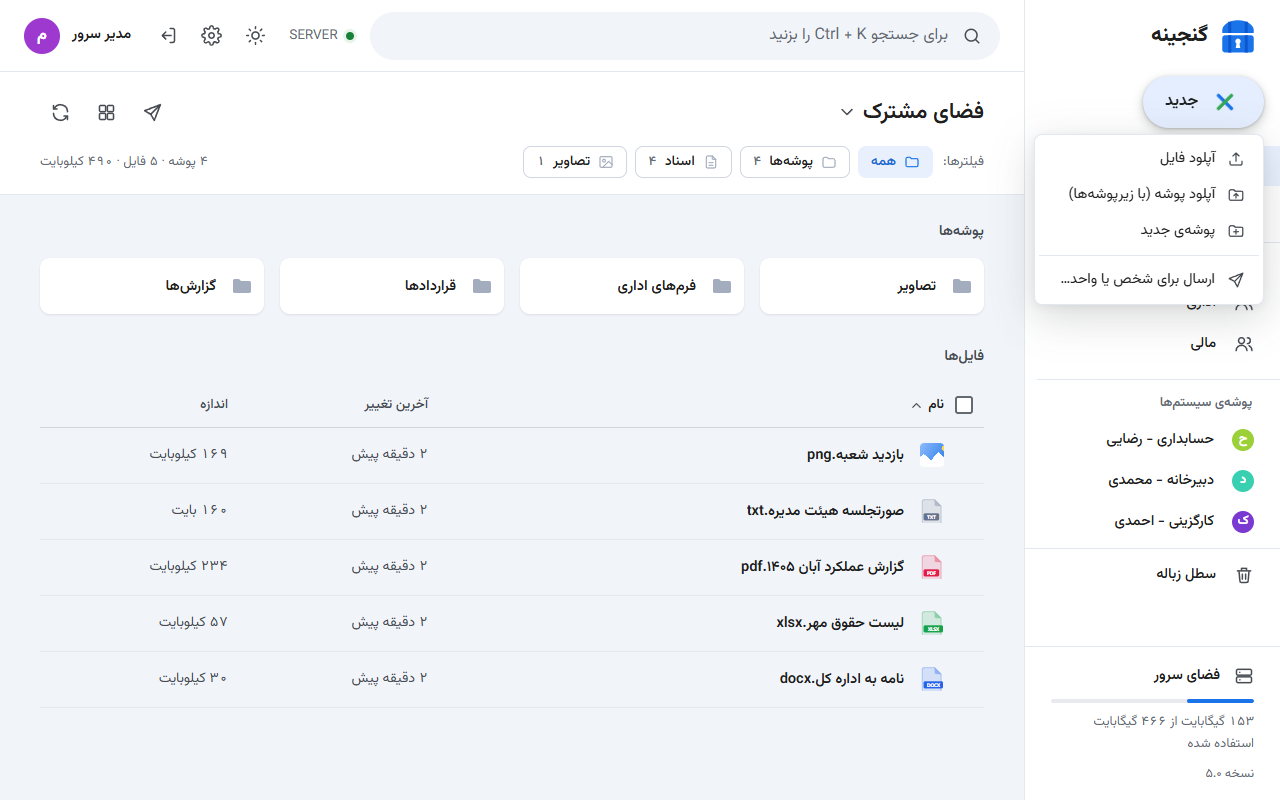 گنجینه
برای جستجو Ctrl + K را بزنید
SERVER
مدیر سرور
م
جدید
آپلود فایل
آپلود پوشه (با زیرپوشه‌ها)
پوشه‌ی جدید
ارسال برای شخص یا واحد...
مالی
پوشه‌ی سیستم‌ها
ح حسابداری - رضایی
د دبیرخانه - محمدی
ک کارگزینی - احمدی
سطل زباله
فضای سرور
۱۵۳ گیگابایت از ۴۶۶ گیگابایت
استفاده شده
نسخه ۵.۰
فضای مشترک
فیلترها: همه پوشه‌ها ۴ اسناد ۴ تصاویر ۱
۴ پوشه · ۵ فایل · ۴۹۰ کیلوبایت
پوشه‌ها
تصاویر فرم‌های اداری قراردادها گزارش‌ها
فایل‌ها
نام آخرین تغییر اندازه
بازدید شعبه.png ۲ دقیقه پیش ۱۶۹ کیلوبایت
TXT صورتجلسه هیئت مدیره.txt ۲ دقیقه پیش ۱۶۰ بایت
PDF گزارش عملکرد آبان ۱۴۰۵.pdf ۲ دقیقه پیش ۲۳۴ کیلوبایت
XLSX لیست حقوق مهر.xlsx ۲ دقیقه پیش ۵۷ کیلوبایت
DOCX نامه به اداره کل.docx ۲ دقیقه پیش ۳۰ کیلوبایت